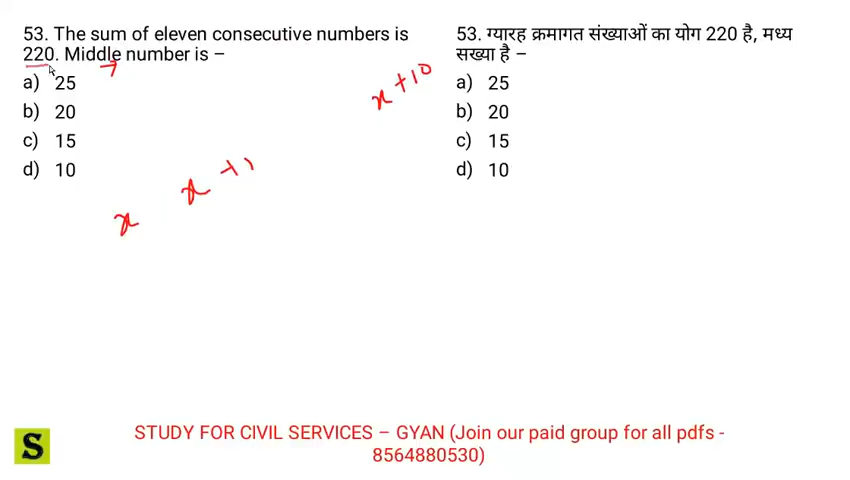 53. The sum of eleven consecutive numbers is
220. Middle number is –
a) 25
b) 20
c) 15
d) 10
x
x +1
x +10
53. ग्यारह क्रमागत संख्याओं का योग 220 है, मध्य
सख्या है –
a) 25
b) 20
c) 15
d) 10
S
STUDY FOR CIVIL SERVICES – GYAN (Join our paid group for all pdfs -
8564880530)